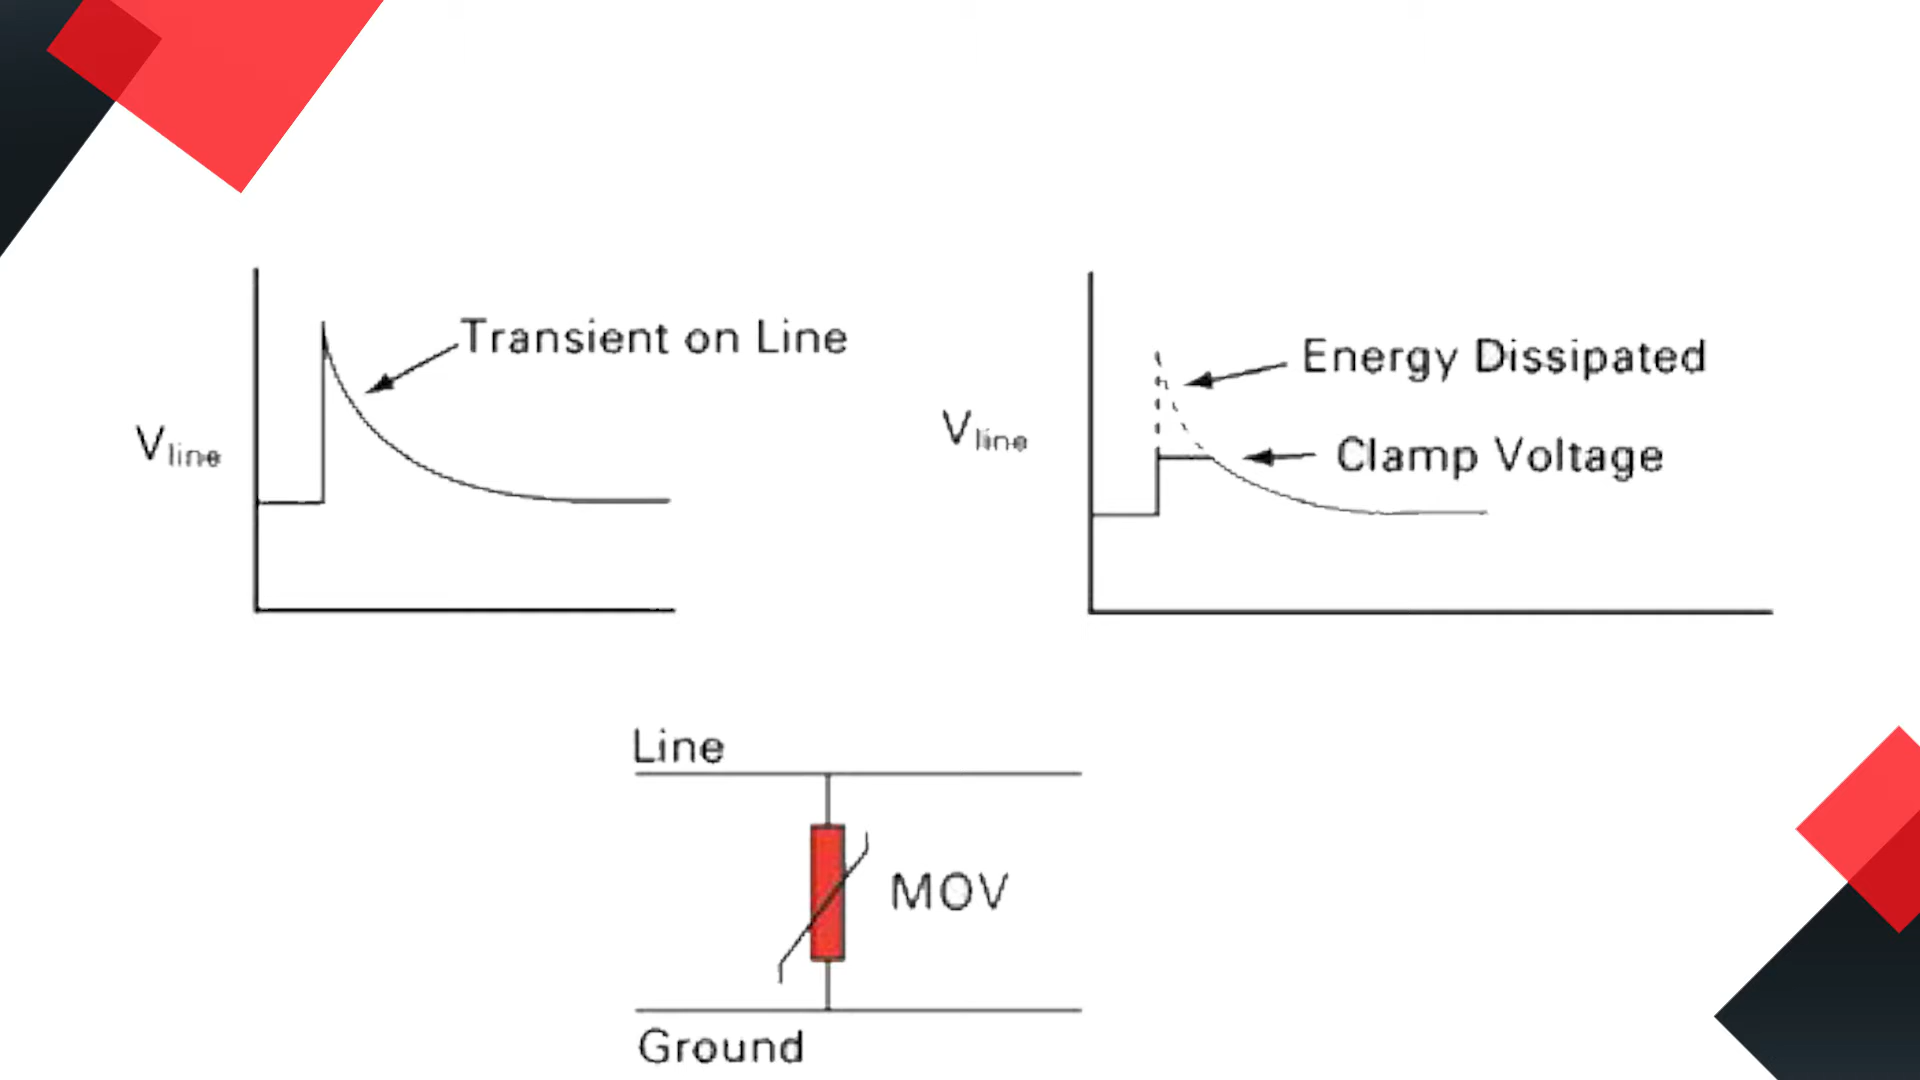 Transient on Line
Vline
Energy Dissipated
Vline
Clamp Voltage
Line
MOV
Ground